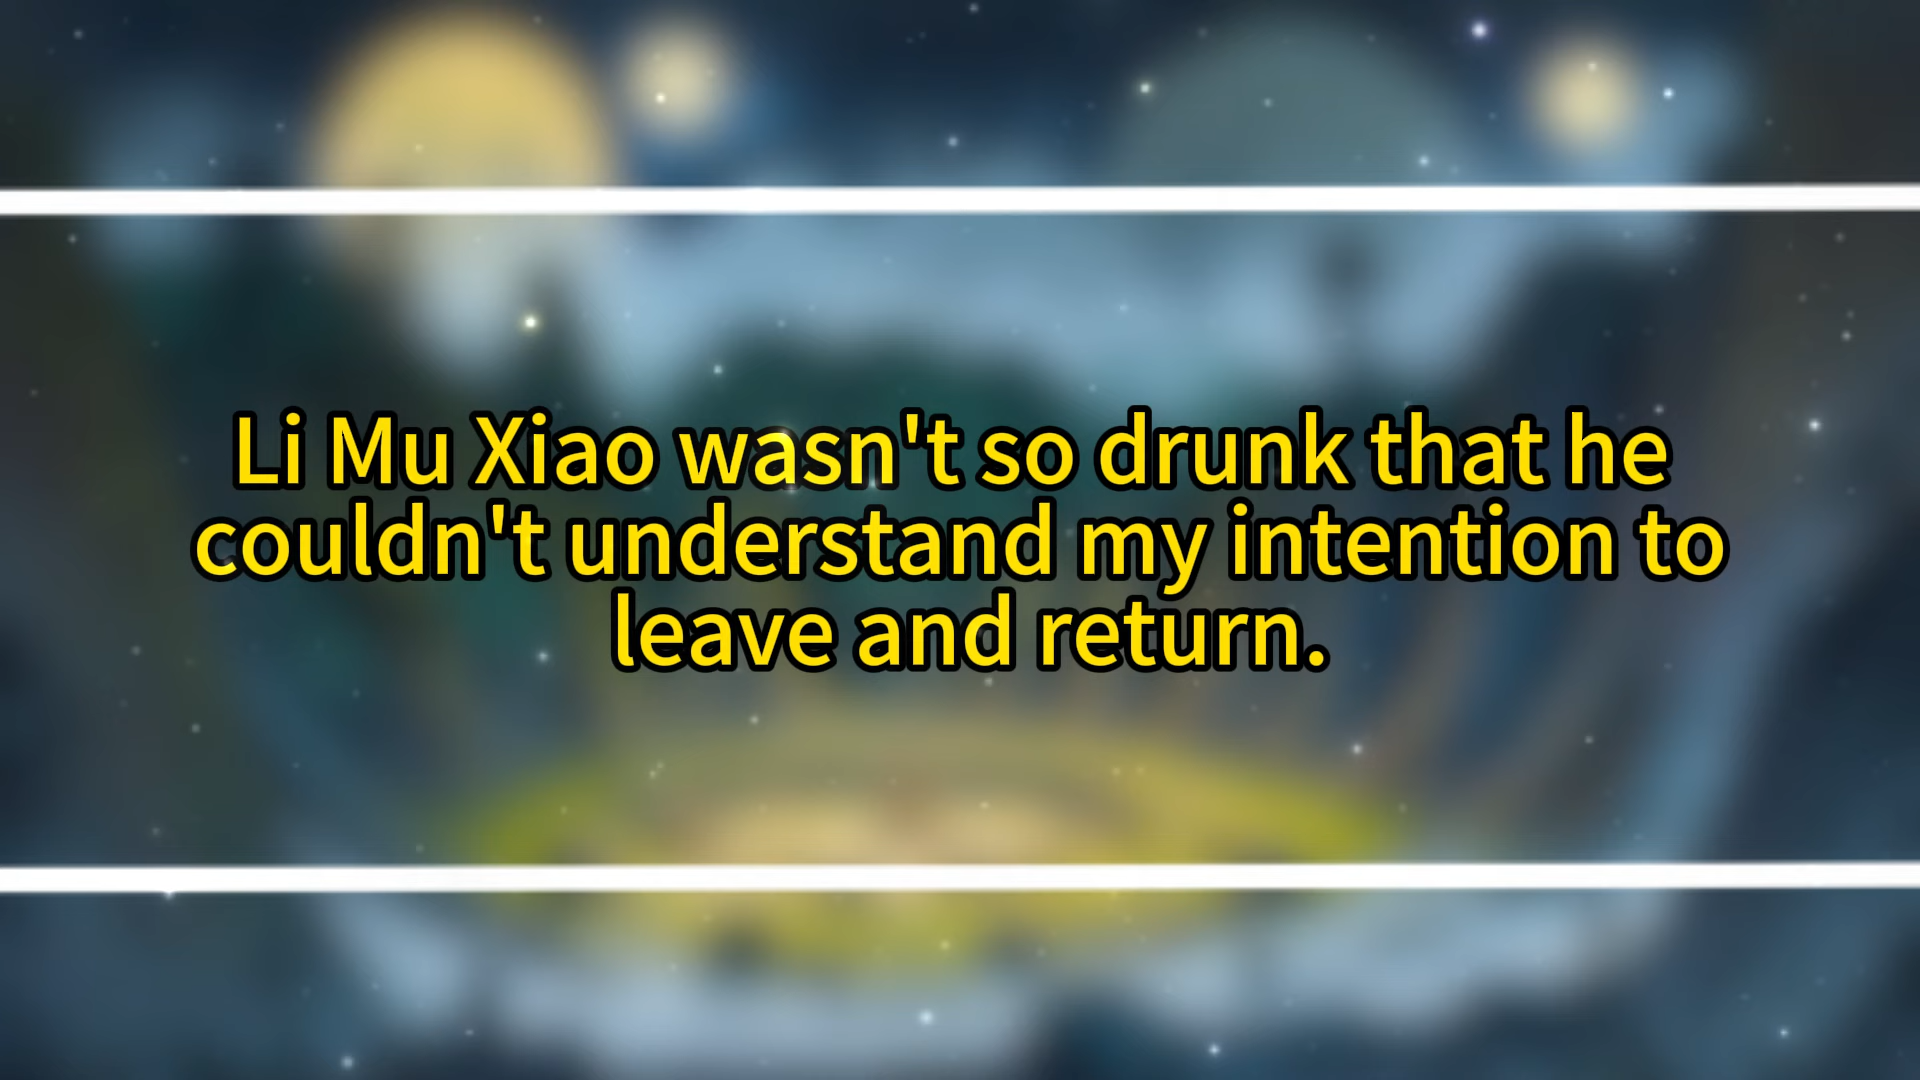 Li Mu Xiao wasn't so drunk that he
couldn't understand my intention to
leave and return.